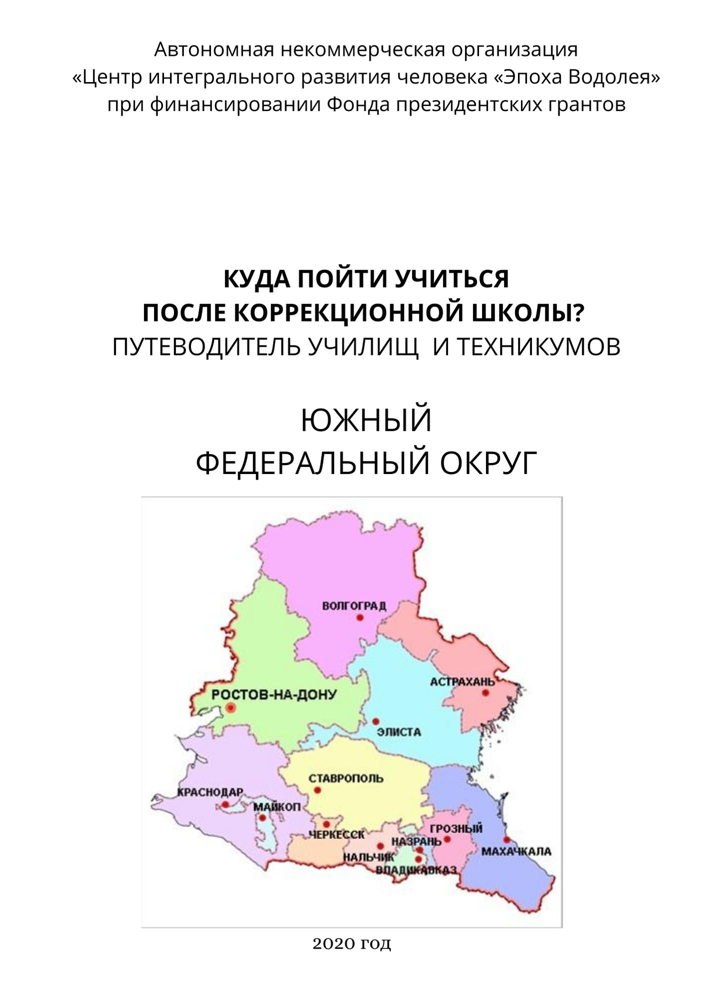 Автономная некоммерческая организация
«Центр интегрального развития человека «Эпоха Водолея»
при финансировании Фонда президентских грантов
КУДА ПОЙТИ УЧИТЬСЯ
ПОСЛЕ КОРРЕКЦИОННОЙ ШКОЛЫ?
ПУТЕВОДИТЕЛЬ УЧИЛИЩ И ТЕХНИКУМОВ
ЮЖНЫЙ
ФЕДЕРАЛЬНЫЙ ОКРУГ
ВОЛГОГРАД
АСТРАХАНЬ
РОСТОВ-НА-ДОНУ
ЭЛИСТА
СТАВРОПОЛЬ
КРАСНОДАР
МАЙКОП
ГРОЗНЫЙ
ЧЕРКЕССК
НАЗРАНЬ
МАХАЧКАЛА
НАЛЬЧИК
ВЛАДИКАВКАЗ
2020 год